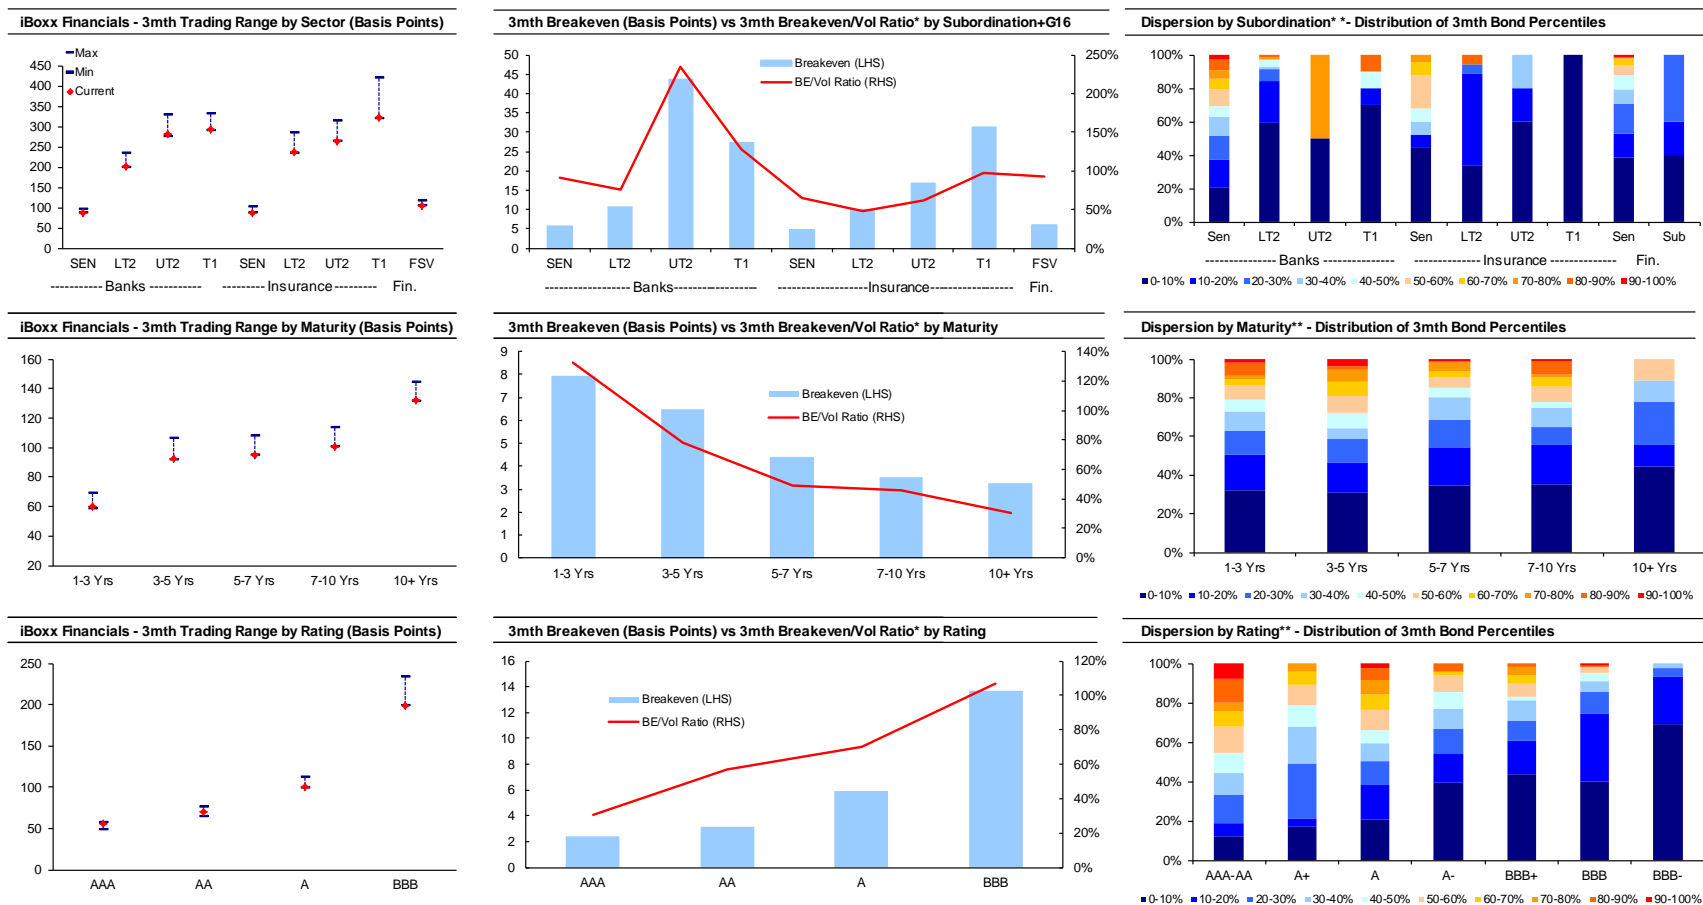 iBoxx Financials - 3mth Trading Range by Sector (Basis Points)
Max
Min
Current
450
400
350
300
250
200
150
100
50
0
SEN LT2 UT2 T1 SEN LT2 UT2 T1 FSV
----------- Banks ----------- ----------- Insurance ----------- Fin.
3mth Breakeven (Basis Points) vs 3mth Breakeven/Vol Ratio* by Subordination+G16
Breakeven (LHS)
BE/Vol Ratio (RHS)
50
45
40
35
30
25
20
15
10
5
0
250%
200%
150%
100%
50%
0%
SEN LT2 UT2 T1 SEN LT2 UT2 T1 FSV
-----------------Banks----------------- -----------------Insurance-----------------
Dispersion by Subordination* *- Distribution of 3mth Bond Percentiles
100%
80%
60%
40%
20%
0%
Sen LT2 UT2 T1 Sen LT2 UT2 T1 Sen Sub
----------------- Banks ----------------- ----------------- Insurance ----------------- Fin.
0-10% 10-20% 20-30% 30-40% 40-50% 50-60% 60-70% 70-80% 80-90% 90-100%
iBoxx Financials - 3mth Trading Range by Maturity (Basis Points)
160
140
120
100
80
60
40
20
1-3 Yrs 3-5 Yrs 5-7 Yrs 7-10 Yrs 10+ Yrs
3mth Breakeven (Basis Points) vs 3mth Breakeven/Vol Ratio* by Maturity
Breakeven (LHS)
BE/Vol Ratio (RHS)
9
8
7
6
5
4
3
2
1
0
140%
120%
100%
80%
60%
40%
20%
0%
1-3 Yrs 3-5 Yrs 5-7 Yrs 7-10 Yrs 10+ Yrs
Dispersion by Maturity** - Distribution of 3mth Bond Percentiles
100%
80%
60%
40%
20%
0%
1-3 Yrs 3-5 Yrs 5-7 Yrs 7-10 Yrs 10+ Yrs
0-10% 10-20% 20-30% 30-40% 40-50% 50-60% 60-70% 70-80% 80-90% 90-100%
iBoxx Financials - 3mth Trading Range by Rating (Basis Points)
250
200
150
100
50
0
AAA AA A BBB
3mth Breakeven (Basis Points) vs 3mth Breakeven/Vol Ratio* by Rating
Breakeven (LHS)
BE/Vol Ratio (RHS)
16
14
12
10
8
6
4
2
0
120%
100%
80%
60%
40%
20%
0%
AAA AA A BBB
Dispersion by Rating** - Distribution of 3mth Bond Percentiles
100%
80%
60%
40%
20%
0%
AAA-AA A+ A A- BBB+ BBB BBB-
0-10% 10-20% 20-30% 30-40% 40-50% 50-60% 60-70% 70-80% 80-90% 90-100%